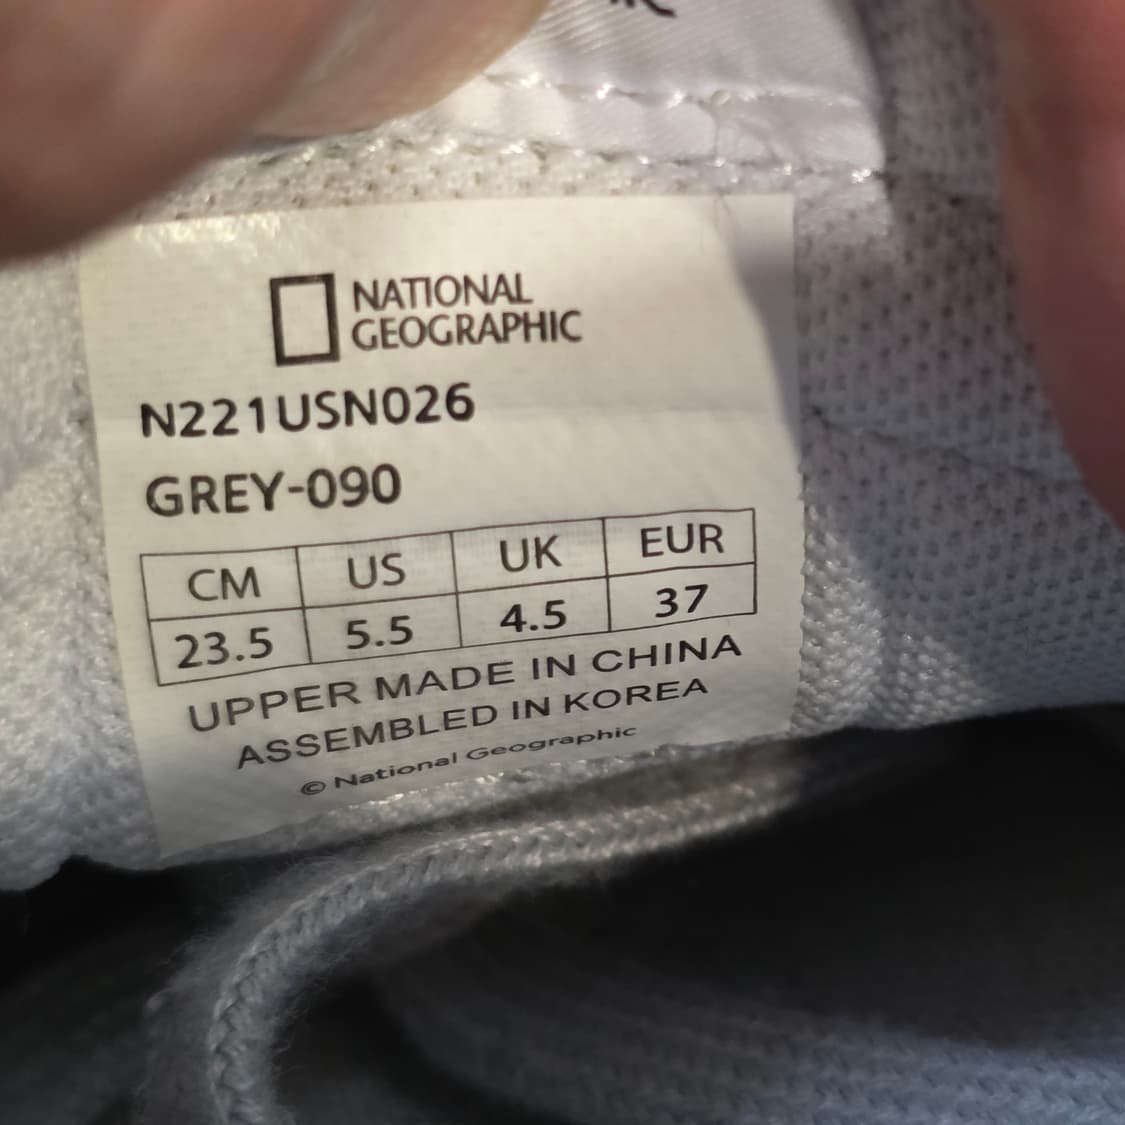 NATIONAL
GEOGRAPHIC
N221USN026
GREY-090
CM US UK EUR
23.5 5.5 4.5 37
UPPER MADE IN CHINA
ASSEMBLED IN KOREA
© National Geographic